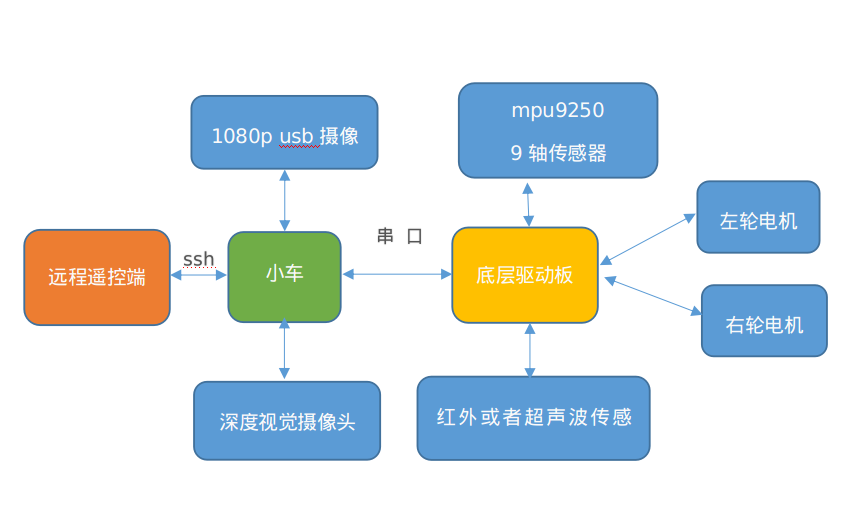 1080p usb 摄像
mpu9250
9 轴传感器
左轮电机
串 口
ssh
远程遥控端
小车
底层驱动板
右轮电机
深度视觉摄像头
红外或者超声波传感